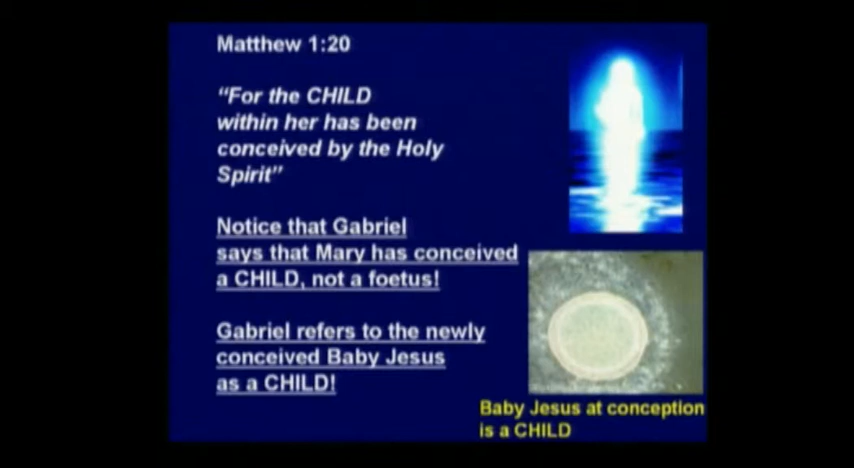 Matthew 1:20
“For the CHILD
within her has been
conceived by the Holy
Spirit”
Notice that Gabriel
says that Mary has conceived
a CHILD, not a foetus!
Gabriel refers to the newly
conceived Baby Jesus
as a CHILD!
Baby Jesus at conception
is a CHILD